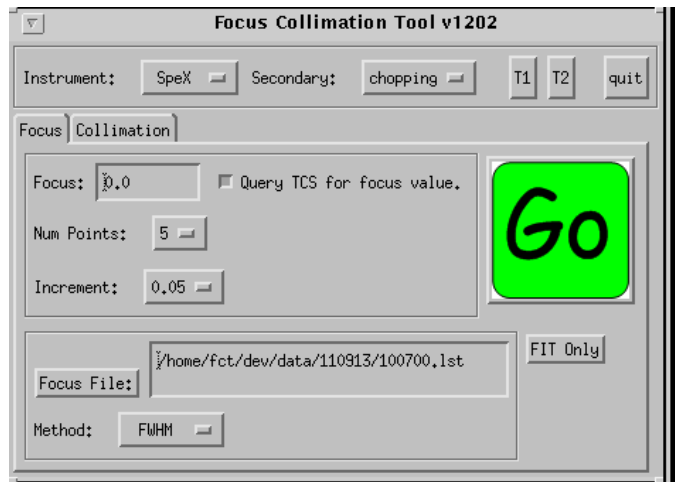 Focus Collimation Tool v1202
Instrument: SpeX Secondary: chopping T1 T2 quit
Focus Collimation
Focus: 0.0 Query TCS for focus value.
Num Points: 5
Increment: 0.05
Go
/home/fct/dev/data/110913/100700.lst
Focus File:
FIT Only
Method: FWHM